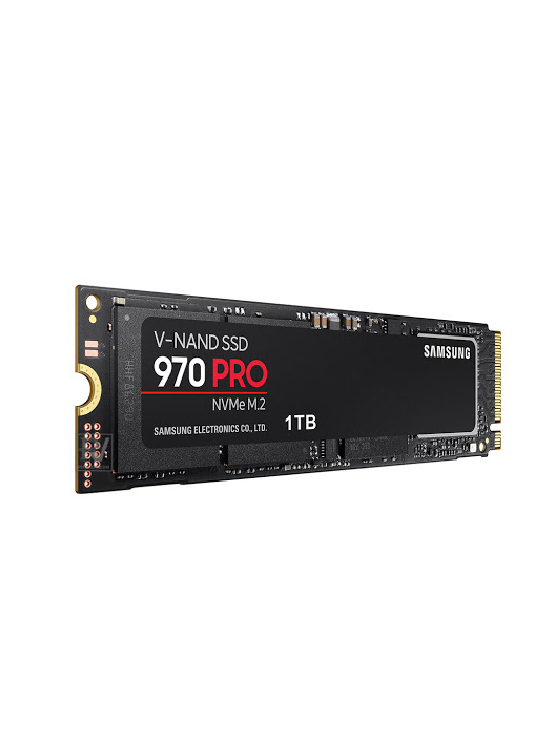 V-NAND SSD
SAMSUNG
970 PRO
NVMe M.2
1TB
SAMSUNG ELECTRONICS CO., LTD.